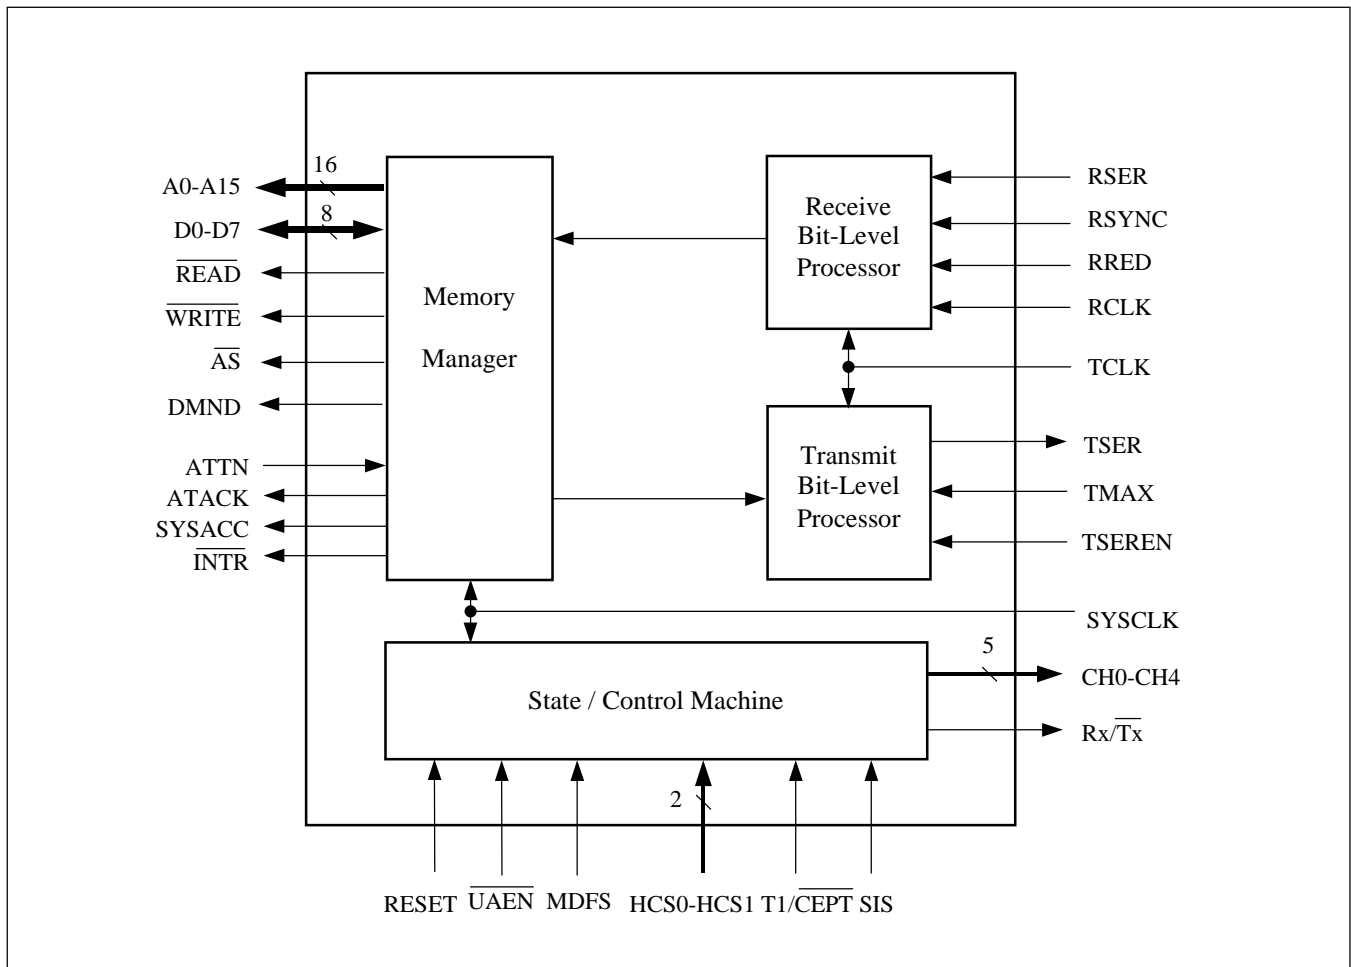 16
A0-A15
8
D0-D7
READ
WRITE
AS
DMND
ATTN
ATACK
SYSACC
INTR
Memory
Manager
Receive
Bit-Level
Processor
RSER
RSYNC
RRED
RCLK
TCLK
Transmit
Bit-Level
Processor
TSER
TMAX
TSEREN
SYSCLK
5
CH0-CH4
Rx/Tx
State / Control Machine
2
RESET UAEN MDFS HCS0-HCS1 T1/CEPT SIS